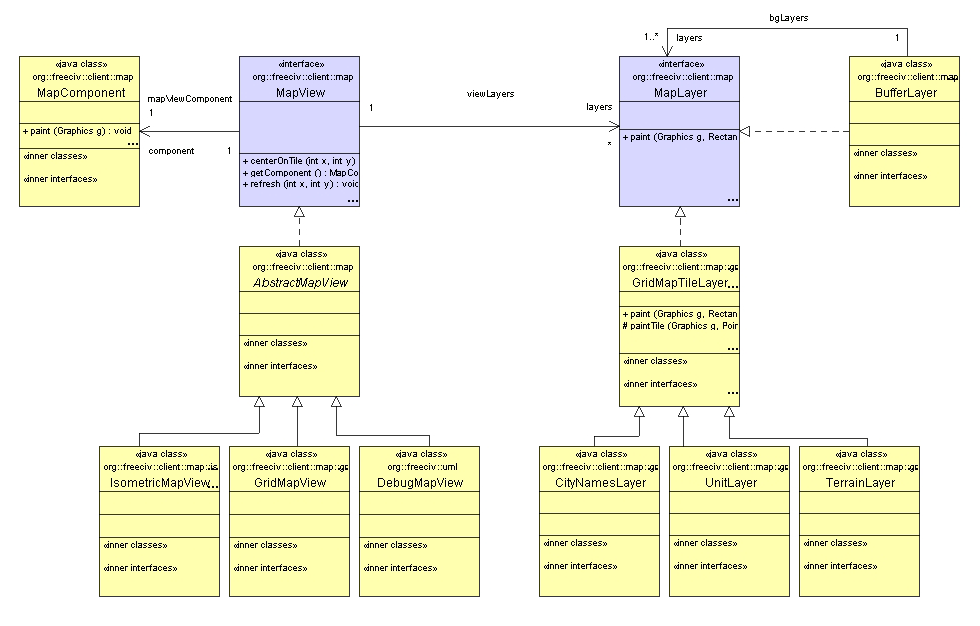 bgLayers
1..*
layers
1
«java class»
org::freeciv::client::map
MapComponent
+ paint (Graphics g) : void
...
«inner classes»
«inner interfaces»
mapViewComponent
1
component
1
«interface»
org::freeciv::client::map
MapView
+ centerOnTile (int x, int y)
+ getComponent () : MapCo
+ refresh (int x, int y) : voic
...
1
viewLayers
layers
*
«interface»
org::freeciv::client::map
MapLayer
+ paint (Graphics g, Rectan
...
«java class»
org::freeciv::client::map
BufferLayer
«inner classes»
«inner interfaces»
«java class»
org::freeciv::client::map
AbstractMapView
«inner classes»
«inner interfaces»
«java class»
org::freeciv::client::map::gr
GridMapTileLayer...
+ paint (Graphics g, Rectan
# paintTile (Graphics g, Poir
...
«inner classes»
«inner interfaces»
...
«java class»
org::freeciv::client::map::is
IsometricMapView...
«inner classes»
«inner interfaces»
«java class»
org::freeciv::client::map::gr
GridMapView
«inner classes»
«inner interfaces»
«java class»
org::freeciv::uml
DebugMapView
«inner classes»
«inner interfaces»
«java class»
org::freeciv::client::map::gr
CityNamesLayer
«inner classes»
«inner interfaces»
«java class»
org::freeciv::client::map::gr
UnitLayer
«inner classes»
«inner interfaces»
«java class»
org::freeciv::client::map::gr
TerrainLayer
«inner classes»
«inner interfaces»